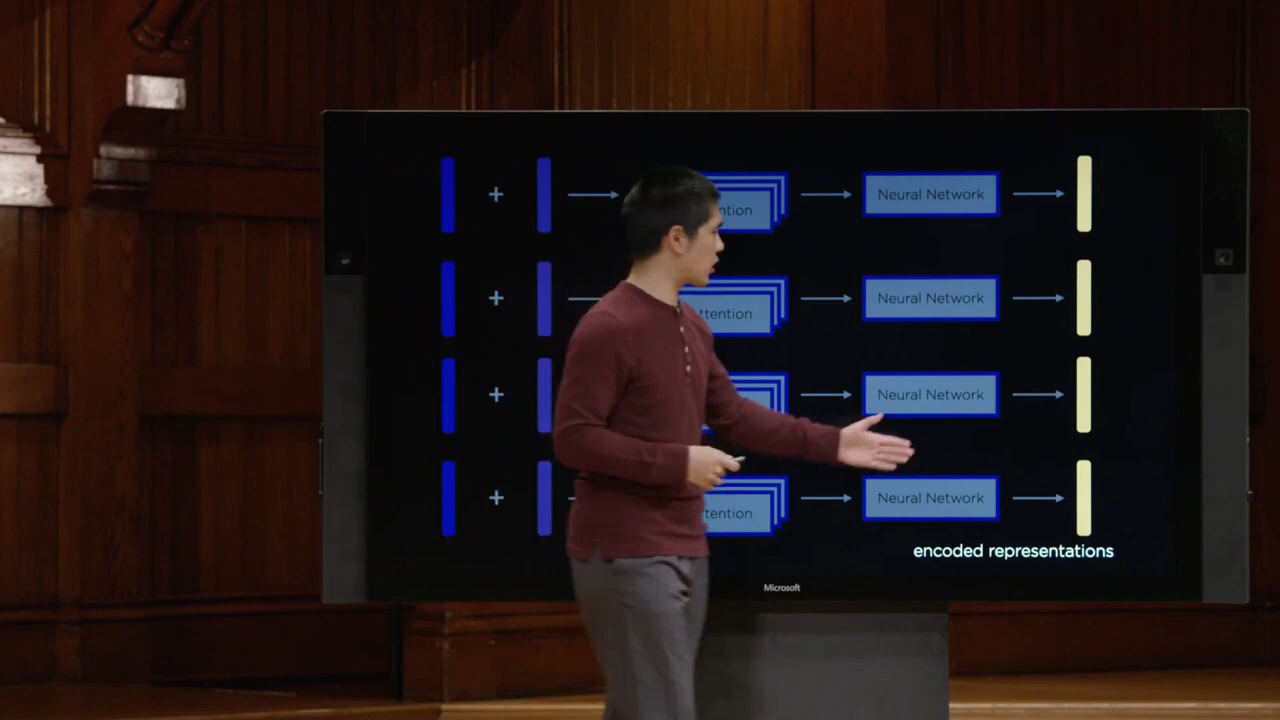 + Neural Network
+ Neural Network
+ Neural Network
+ Neural Network
encoded representations
Microsoft